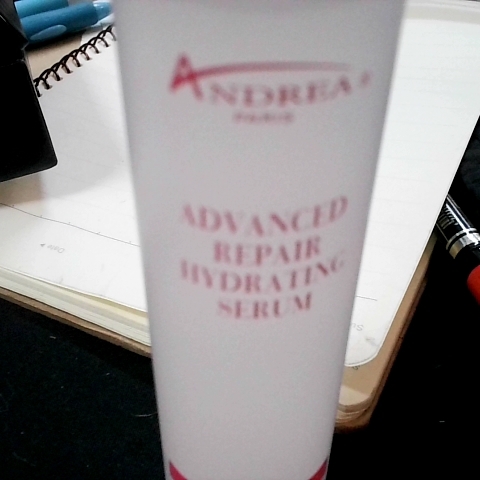 ANDREA®
PARIS
ADVANCED
REPAIR
HYDRATING
SERUM